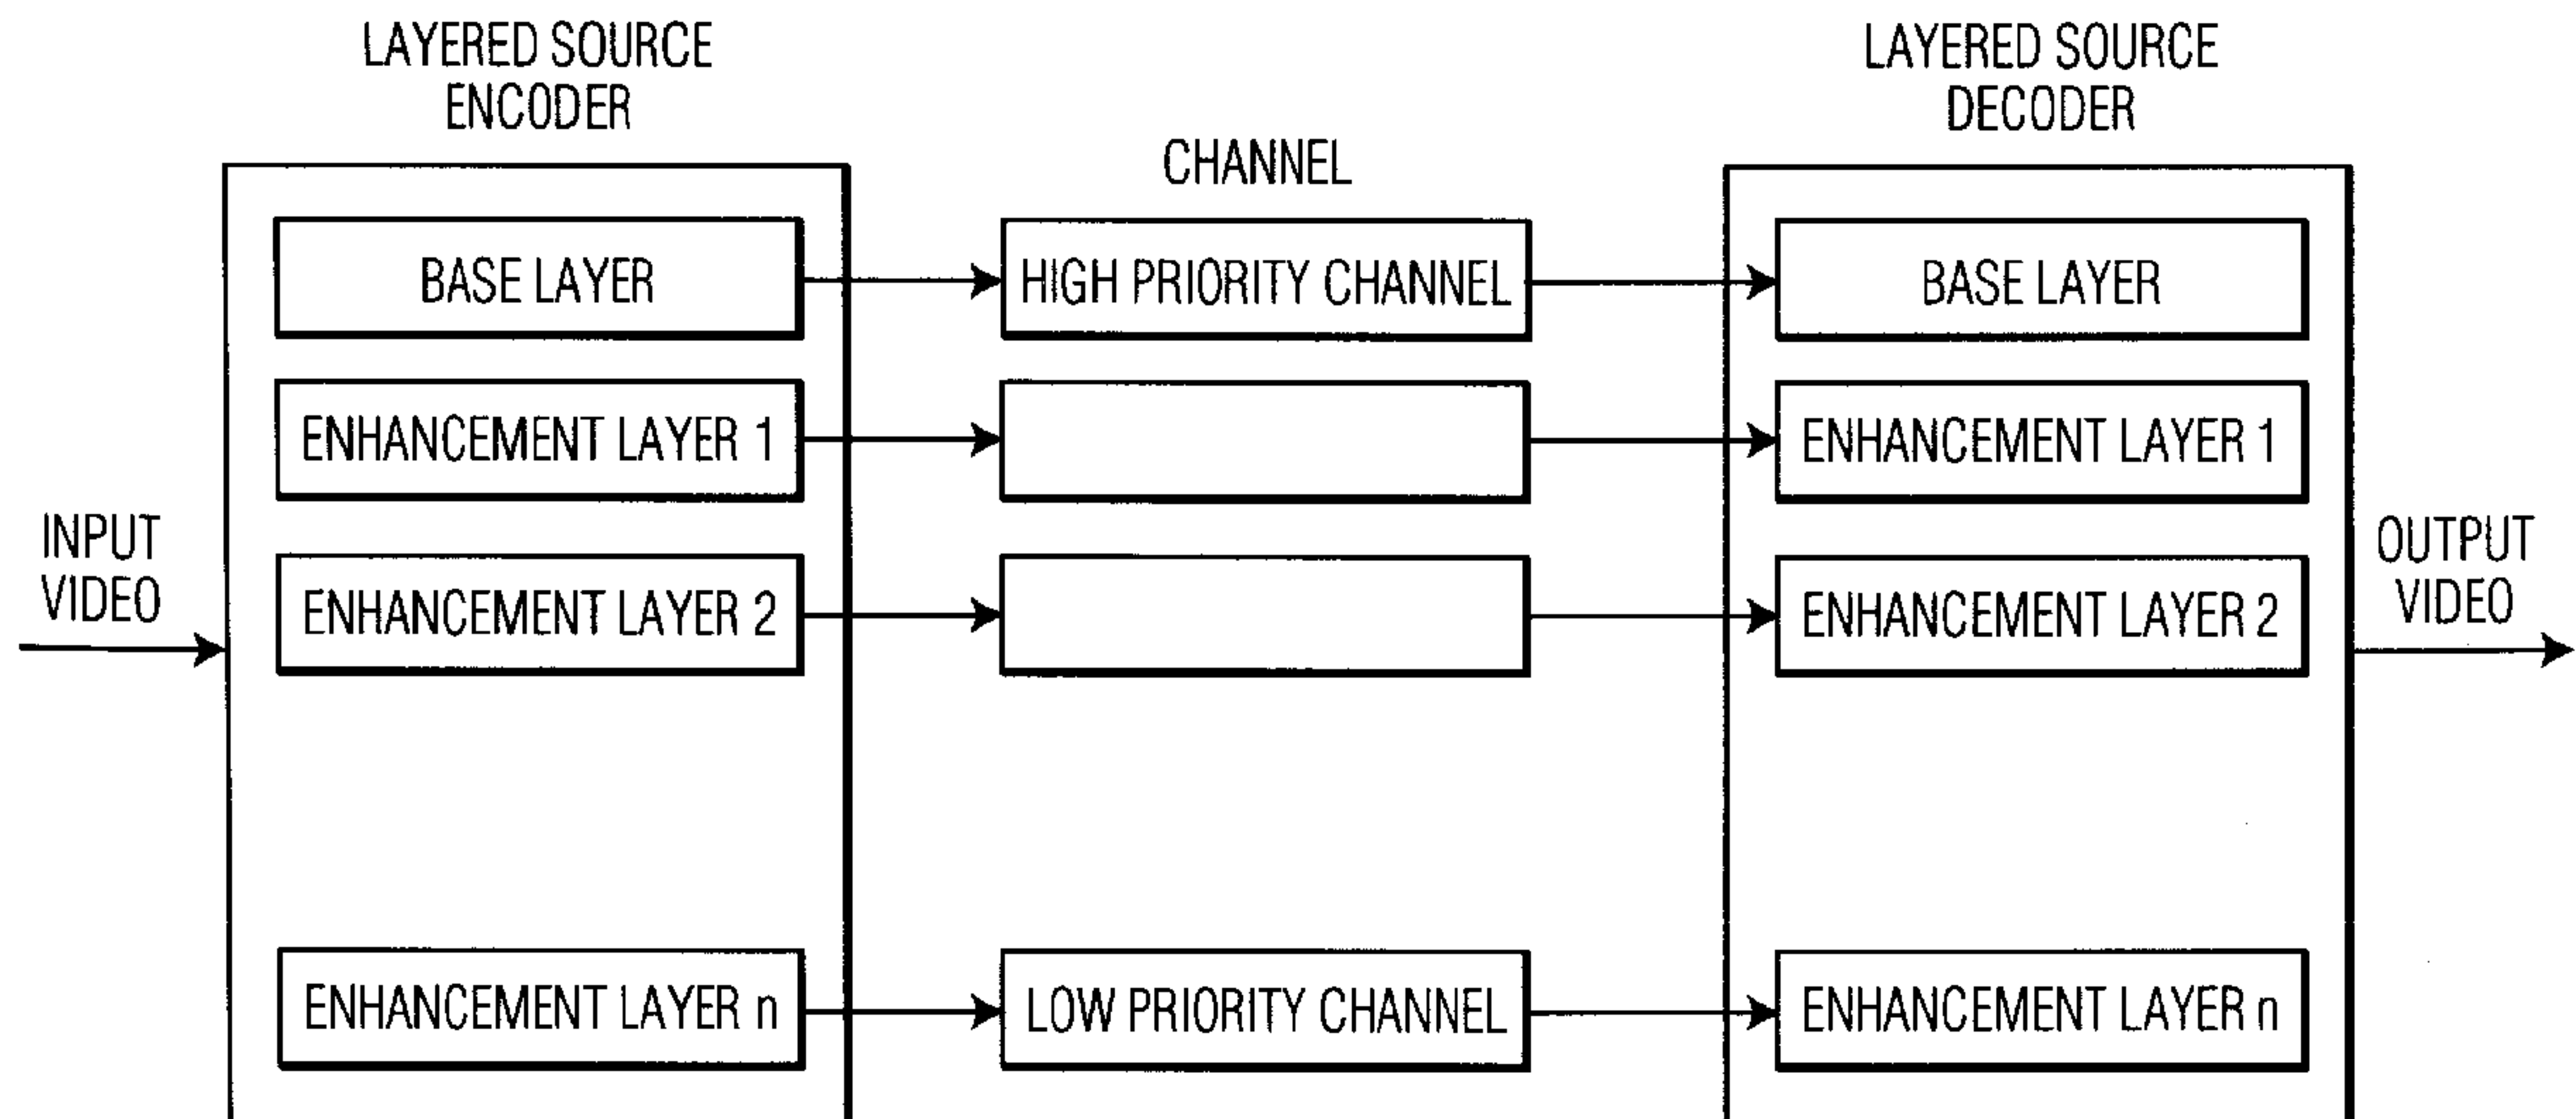 LAYERED SOURCE
ENCODER
LAYERED SOURCE
DECODER
CHANNEL
BASE LAYER
HIGH PRIORITY CHANNEL
BASE LAYER
ENHANCEMENT LAYER 1
ENHANCEMENT LAYER 1
INPUT
VIDEO
ENHANCEMENT LAYER 2
ENHANCEMENT LAYER 2
OUTPUT
VIDEO
ENHANCEMENT LAYER n
LOW PRIORITY CHANNEL
ENHANCEMENT LAYER n